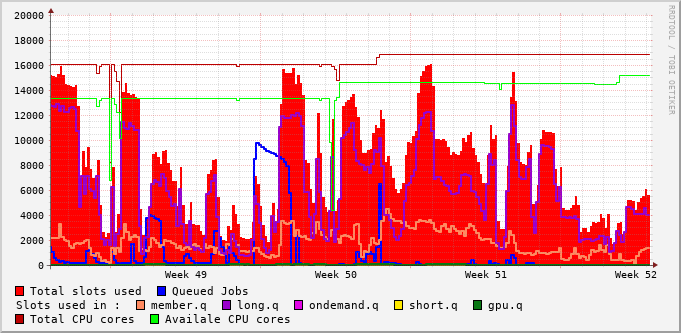 20000
18000
16000
14000
12000
10000
8000
6000
4000
2000
0
Week 49 Week 50 Week 51 Week 52
RRDTOOL / TOBI OETIKER
Total slots used Queued Jobs
Slots used in : member.q long.q ondemand.q short.q gpu.q
Total CPU cores Availale CPU cores